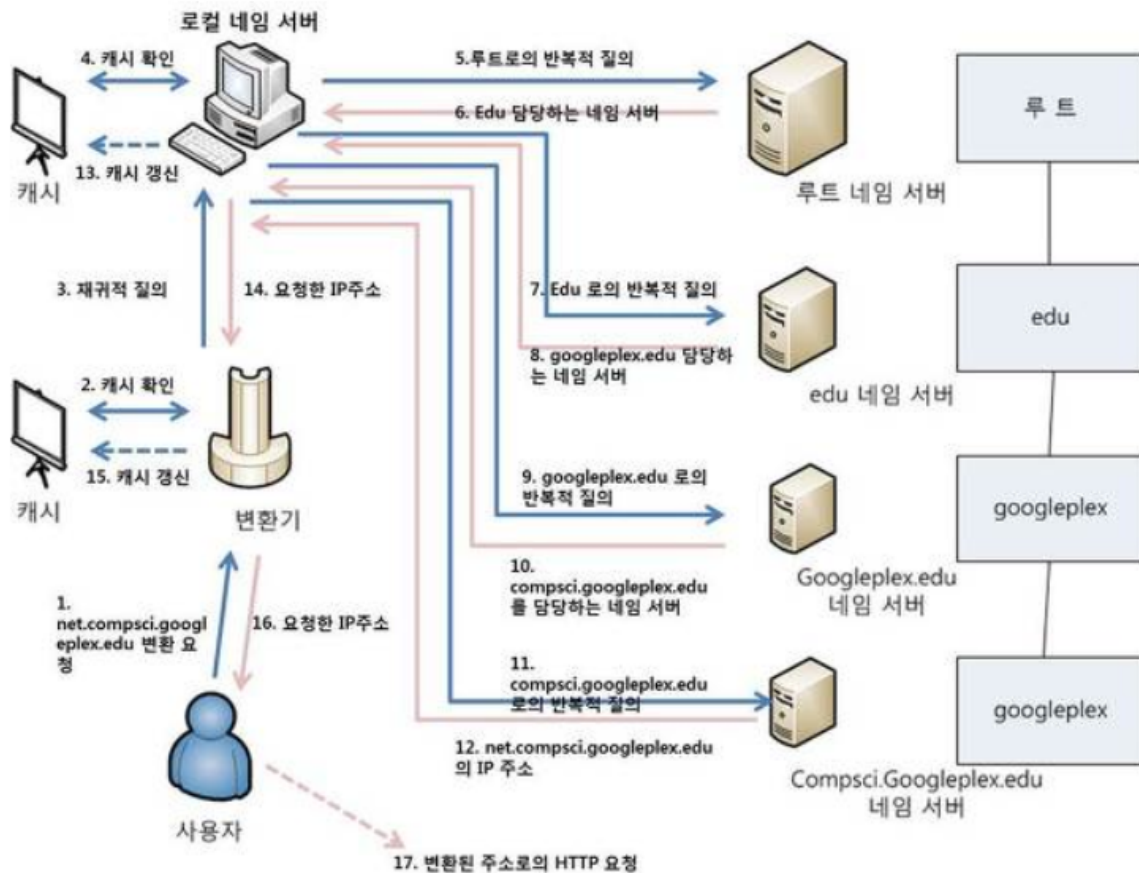 로컬 네임 서버
4. 캐시 확인
5.루트로의 반복적 질의
6. Edu 담당하는 네임 서버
루 트
13. 캐시 갱신
캐시
루트 네임 서버
3. 재귀적 질의
14. 요청한 IP주소
7. Edu 로의 반복적 질의
edu
8. googleplex.edu 담당하
는 네임 서버
edu 네임 서버
2. 캐시 확인
15. 캐시 갱신
캐시
변환기
9. googleplex.edu 로의
반복적 질의
googleplex
10.
compsci.googleplex.edu
를 담당하는 네임 서버
Googleplex.edu
네임 서버
1.
net.compsci.googl
eplex.edu 변환 요
청
16. 요청한 IP주소
11.
compsci.googleplex.edu
로의 반복적 질의
googleplex
12. net.compsci.googleplex.edu
의 IP 주소
Compsci.Googleplex.edu
네임 서버
사용자
17. 변환된 주소로의 HTTP 요청